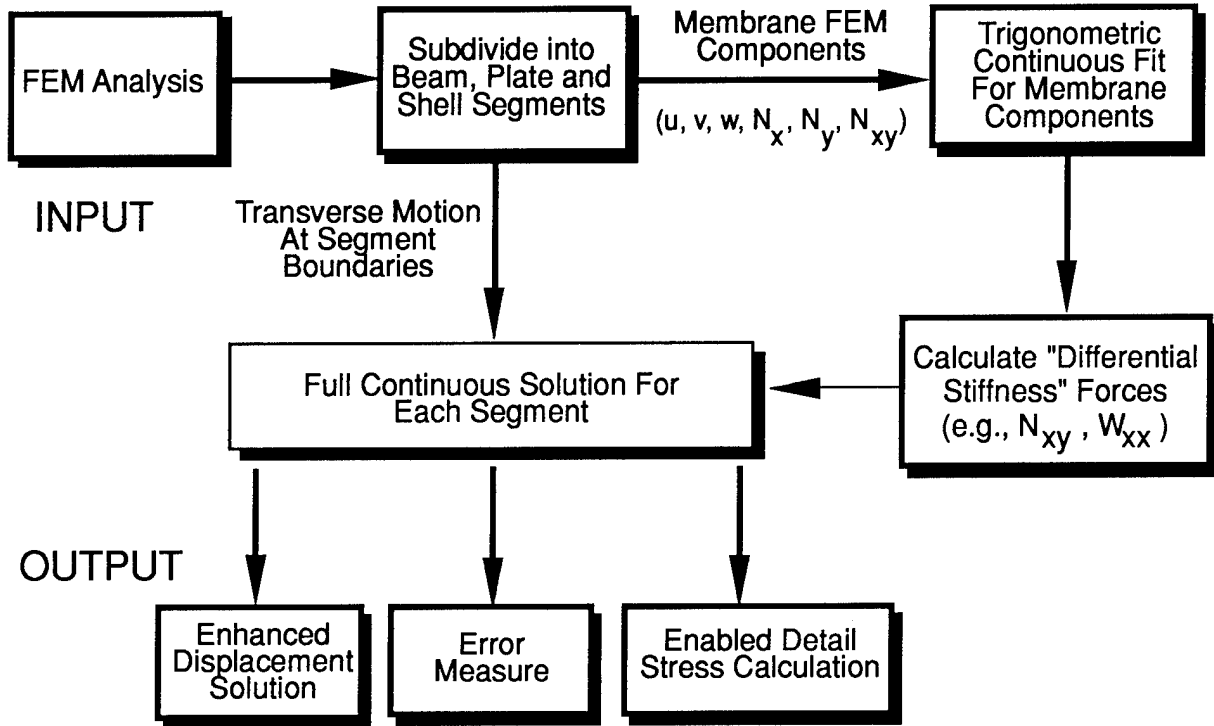 FEM Analysis
Subdivide into
Beam, Plate and
Shell Segments
Membrane FEM
Components
(u, v, w, N_x, N_y, N_xy)
Trigonometric
Continuous Fit
For Membrane
Components
INPUT
Transverse Motion
At Segment
Boundaries
Full Continuous Solution For
Each Segment
Calculate "Differential
Stiffness" Forces
(e.g., N_xy , W_xx )
OUTPUT
Enhanced
Displacement
Solution
Error
Measure
Enabled Detail
Stress Calculation